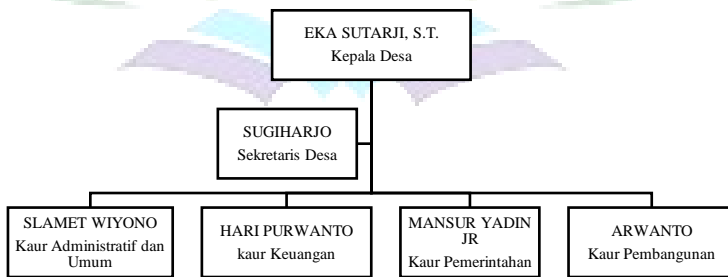 EKA SUTARJI, S.T.
Kepala Desa
SUGIHARJO
Sekretaris Desa
SLAMET WIYONO
Kaur Administratif dan
Umum
HARI PURWANTO
kaur Keuangan
MANSUR YADIN
JR
Kaur Pemerintahan
ARWANTO
Kaur Pembangunan